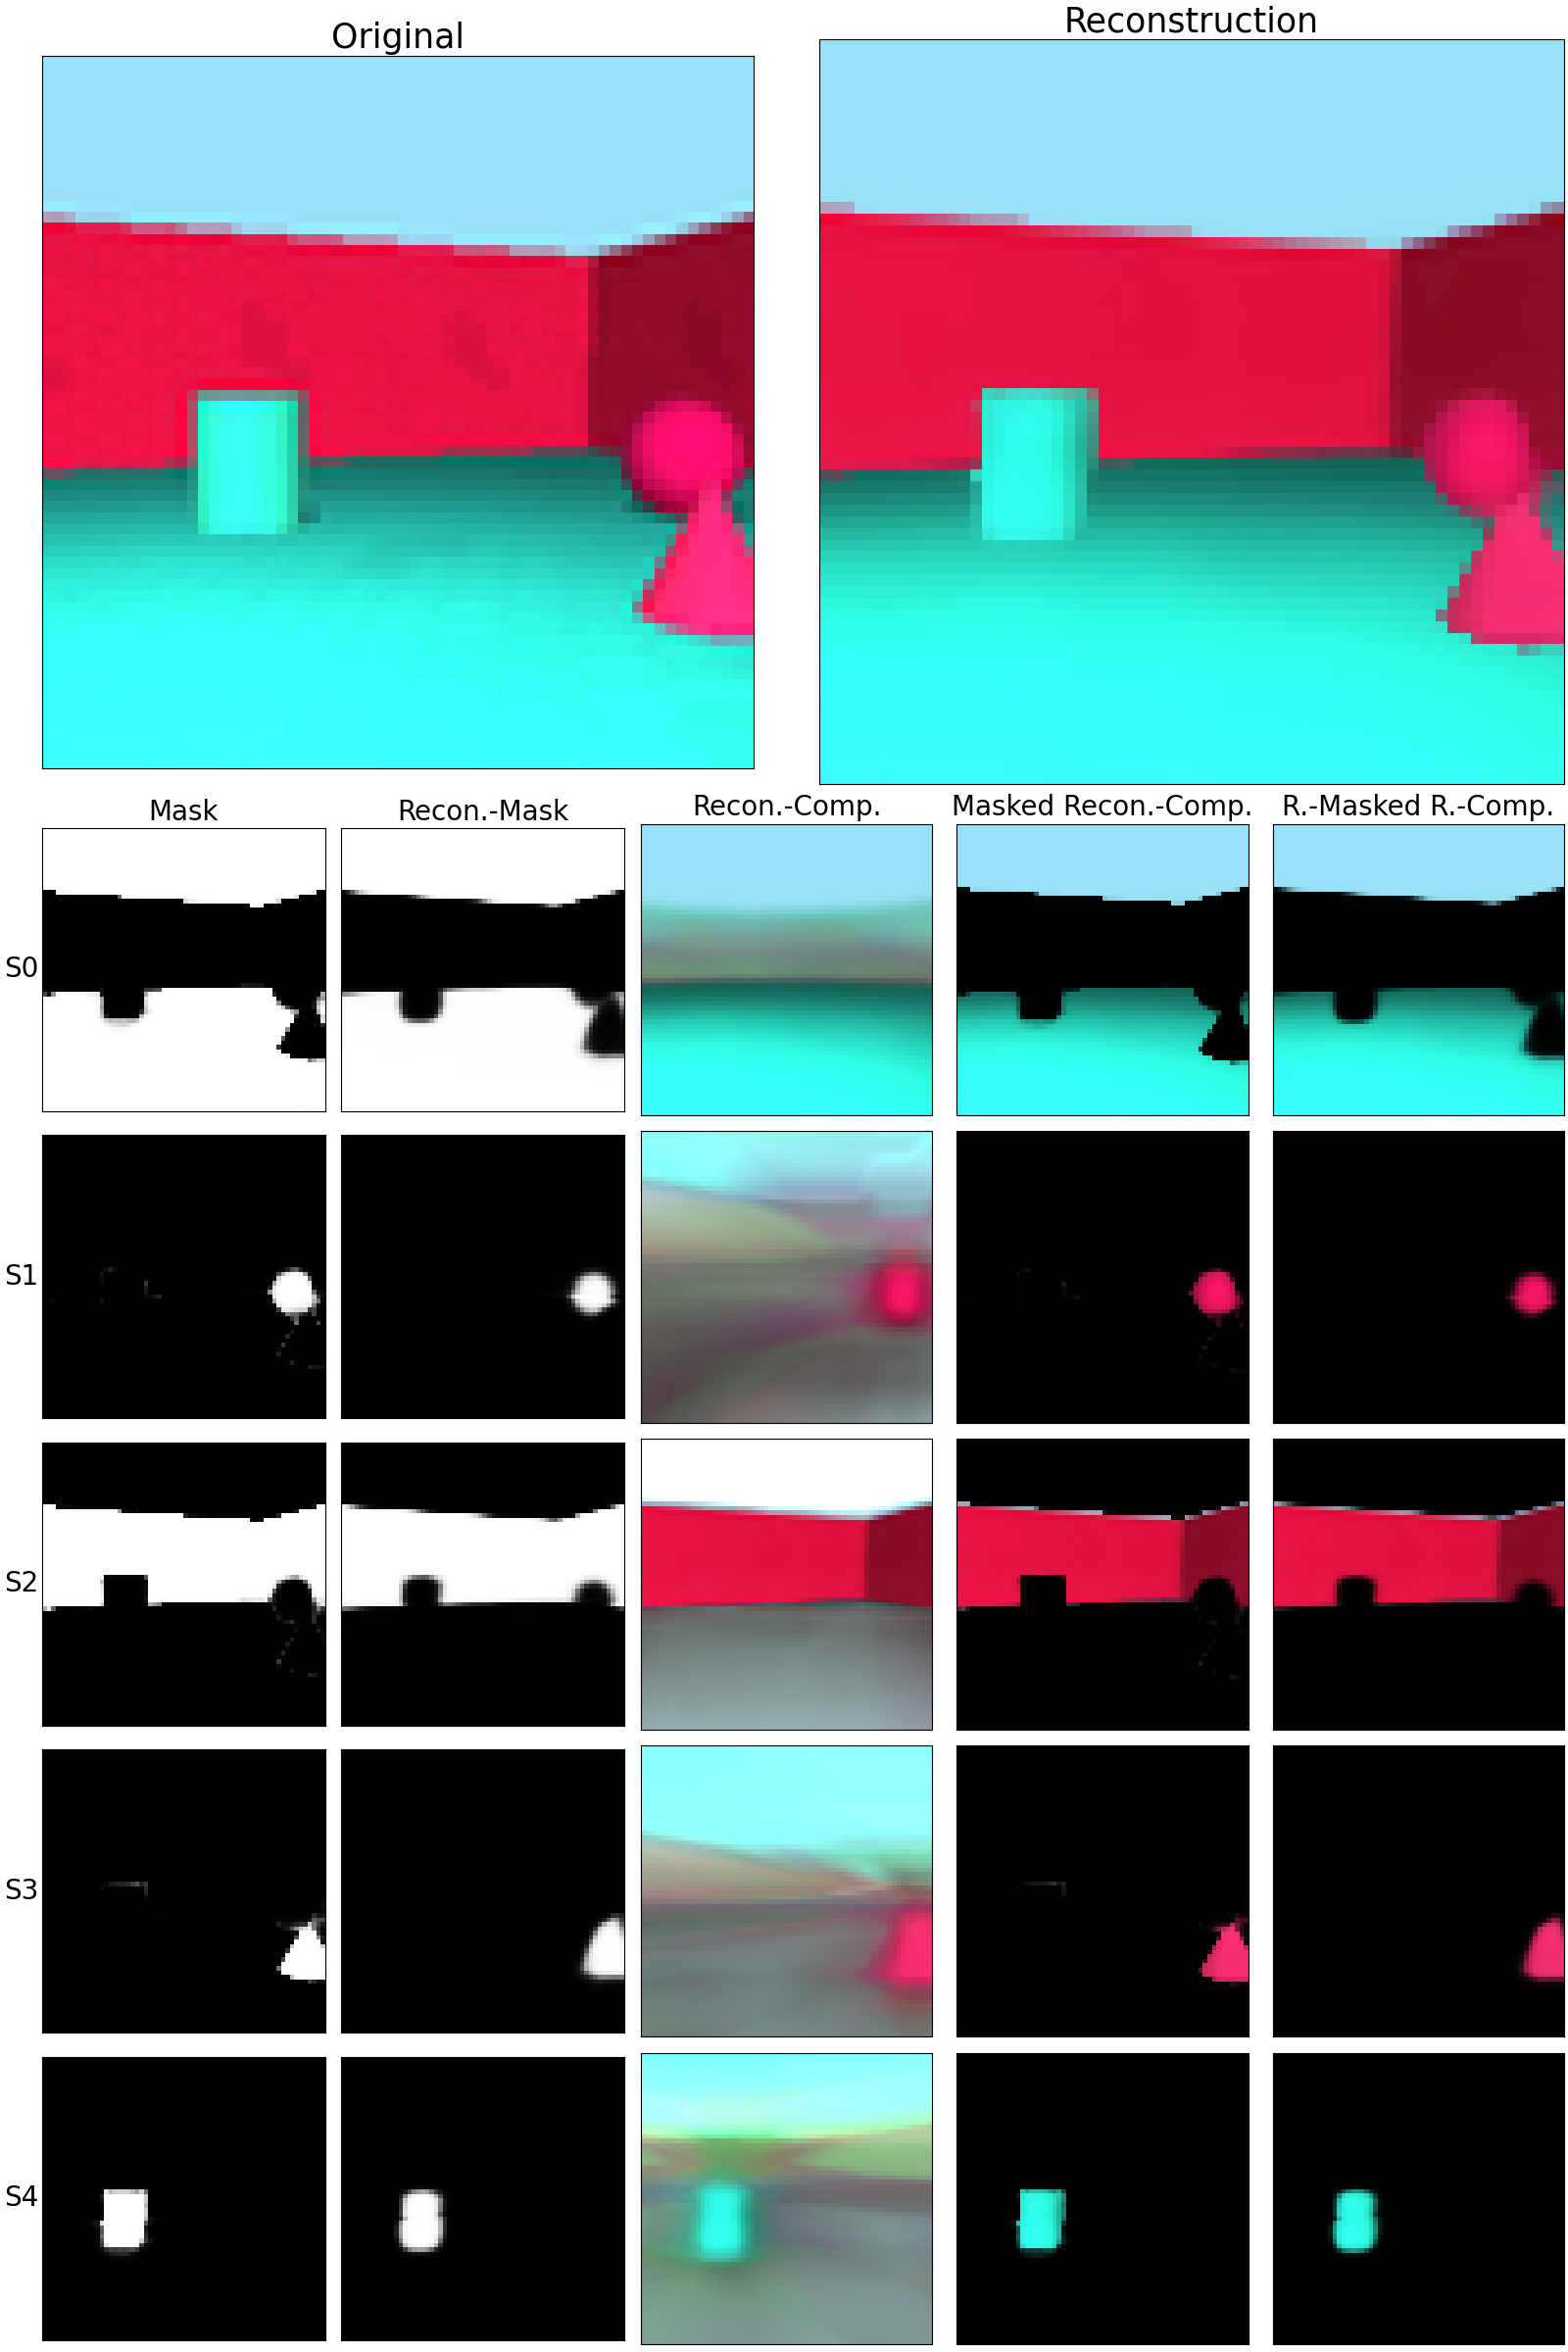 Original
Reconstruction
Mask
Recon.-Mask
Recon.-Comp.
Masked Recon.-Comp.
R.-Masked R.-Comp.
S0
S1
S2
S3
S4